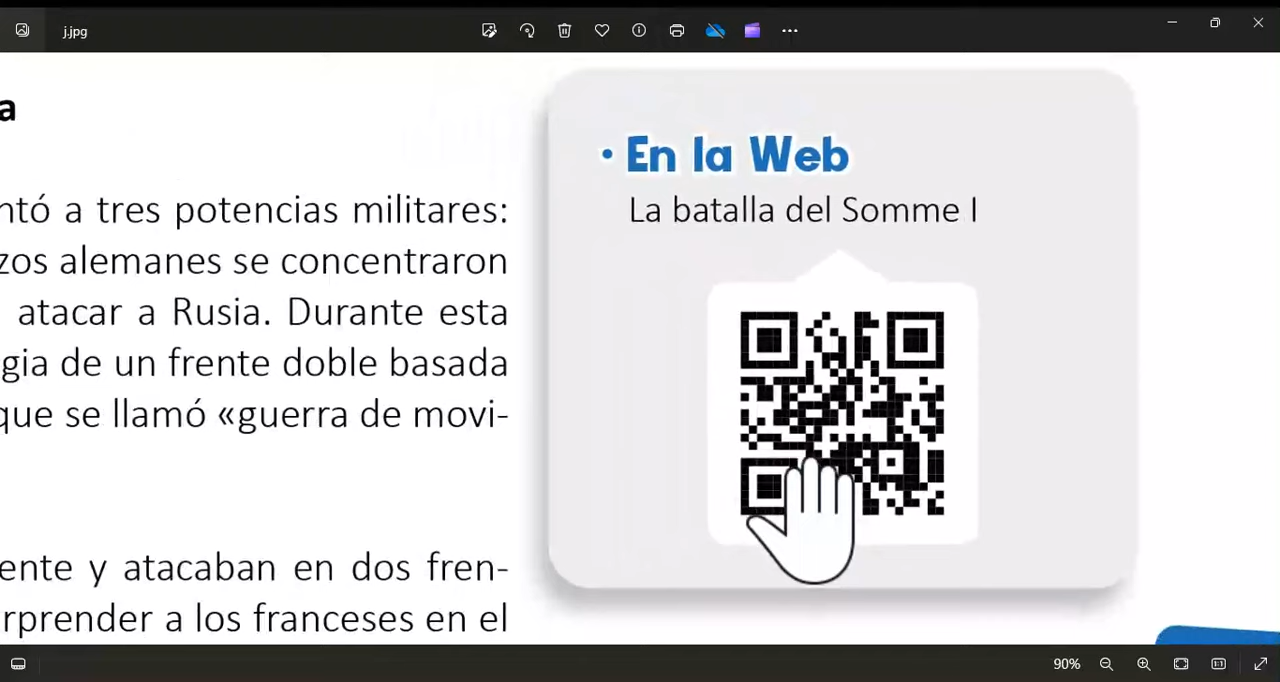 j.jpg
a
ntó a tres potencias militares:
zos alemanes se concentraron
atacar a Rusia. Durante esta
gia de un frente doble basada
que se llamó «guerra de movi-
ente y atacaban en dos fren-
rprender a los franceses en el
• En la Web
La batalla del Somme I
90%